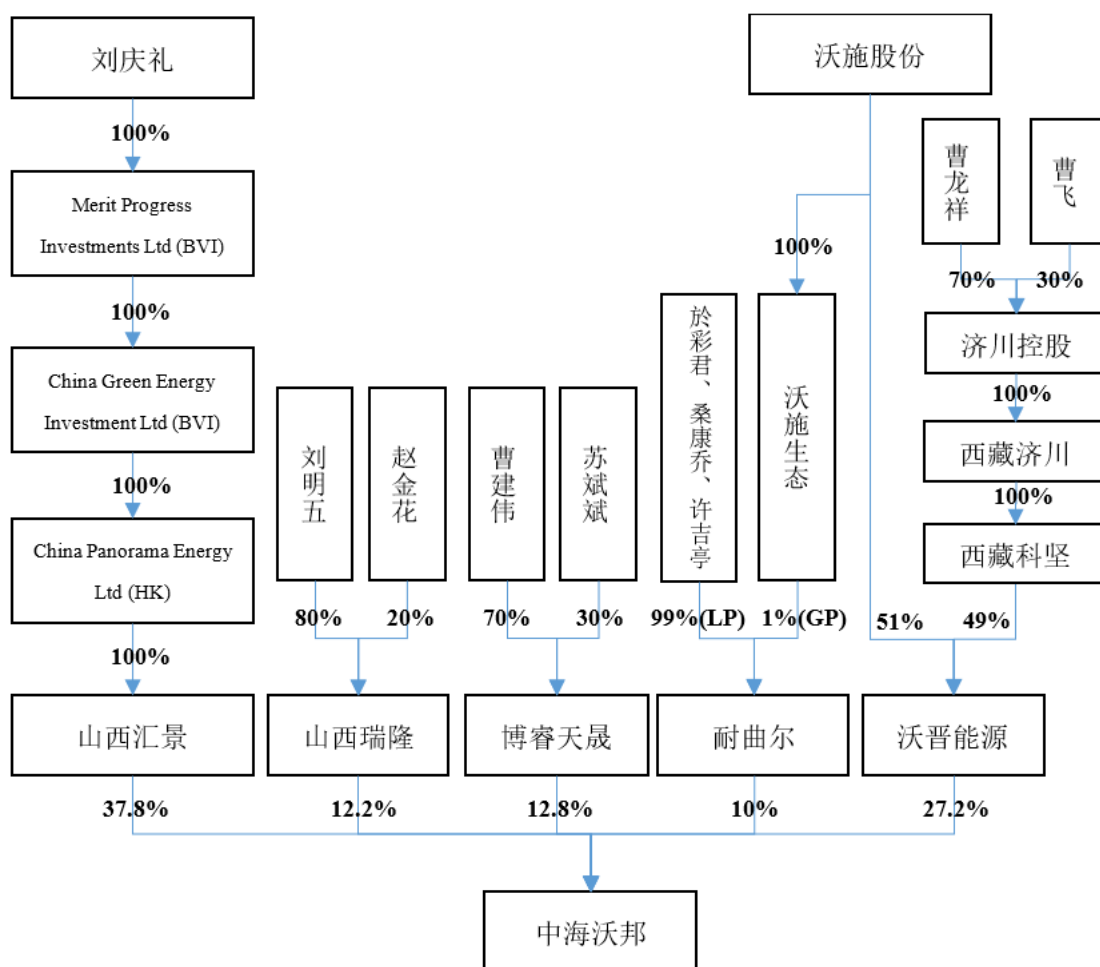 刘庆礼
沃施股份
100%
曹龙祥
曹飞
Merit Progress
Investments Ltd (BVI)
100%
70%
30%
100%
於彩君、桑康乔、许吉亭
沃施生态
济川控股
China Green Energy
Investment Ltd (BVI)
100%
刘明五
赵金花
曹建伟
苏斌斌
西藏济川
100%
100%
China Panorama Energy
Ltd (HK)
西藏科坚
80%
20%
70%
30%
99%(LP)
1%(GP)
51%
49%
100%
山西汇景
山西瑞隆
博睿天晟
耐曲尔
沃晋能源
37.8%
12.2%
12.8%
10%
27.2%
中海沃邦